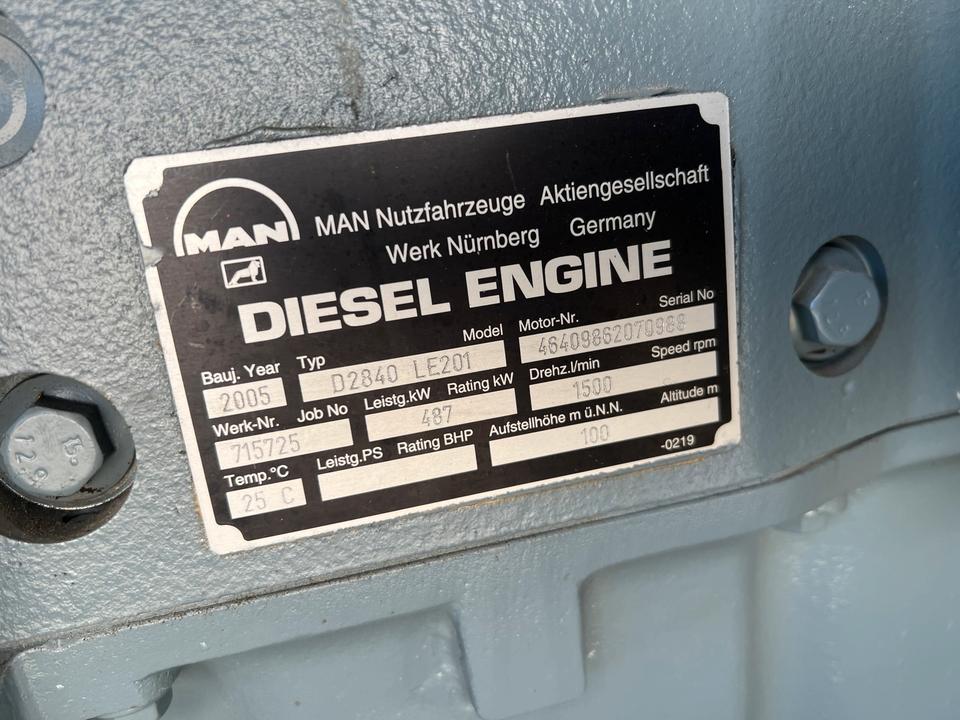 MAN
MAN Nutzfahrzeuge Aktiengesellschaft
Werk Nürnberg Germany
DIESEL ENGINE
Bauj. Year Typ Model Motor-Nr. Serial No
2005 D2840 LE201 46409862070988
Werk-Nr. Job No Leistg.kW Rating kW Drehz.l/min Speed rpm
715725 487 1500
Temp.°C Leistg.PS Rating BHP Aufstellhöhe m ü.N.N. Altitude m
25 C 100
-0219
12.9